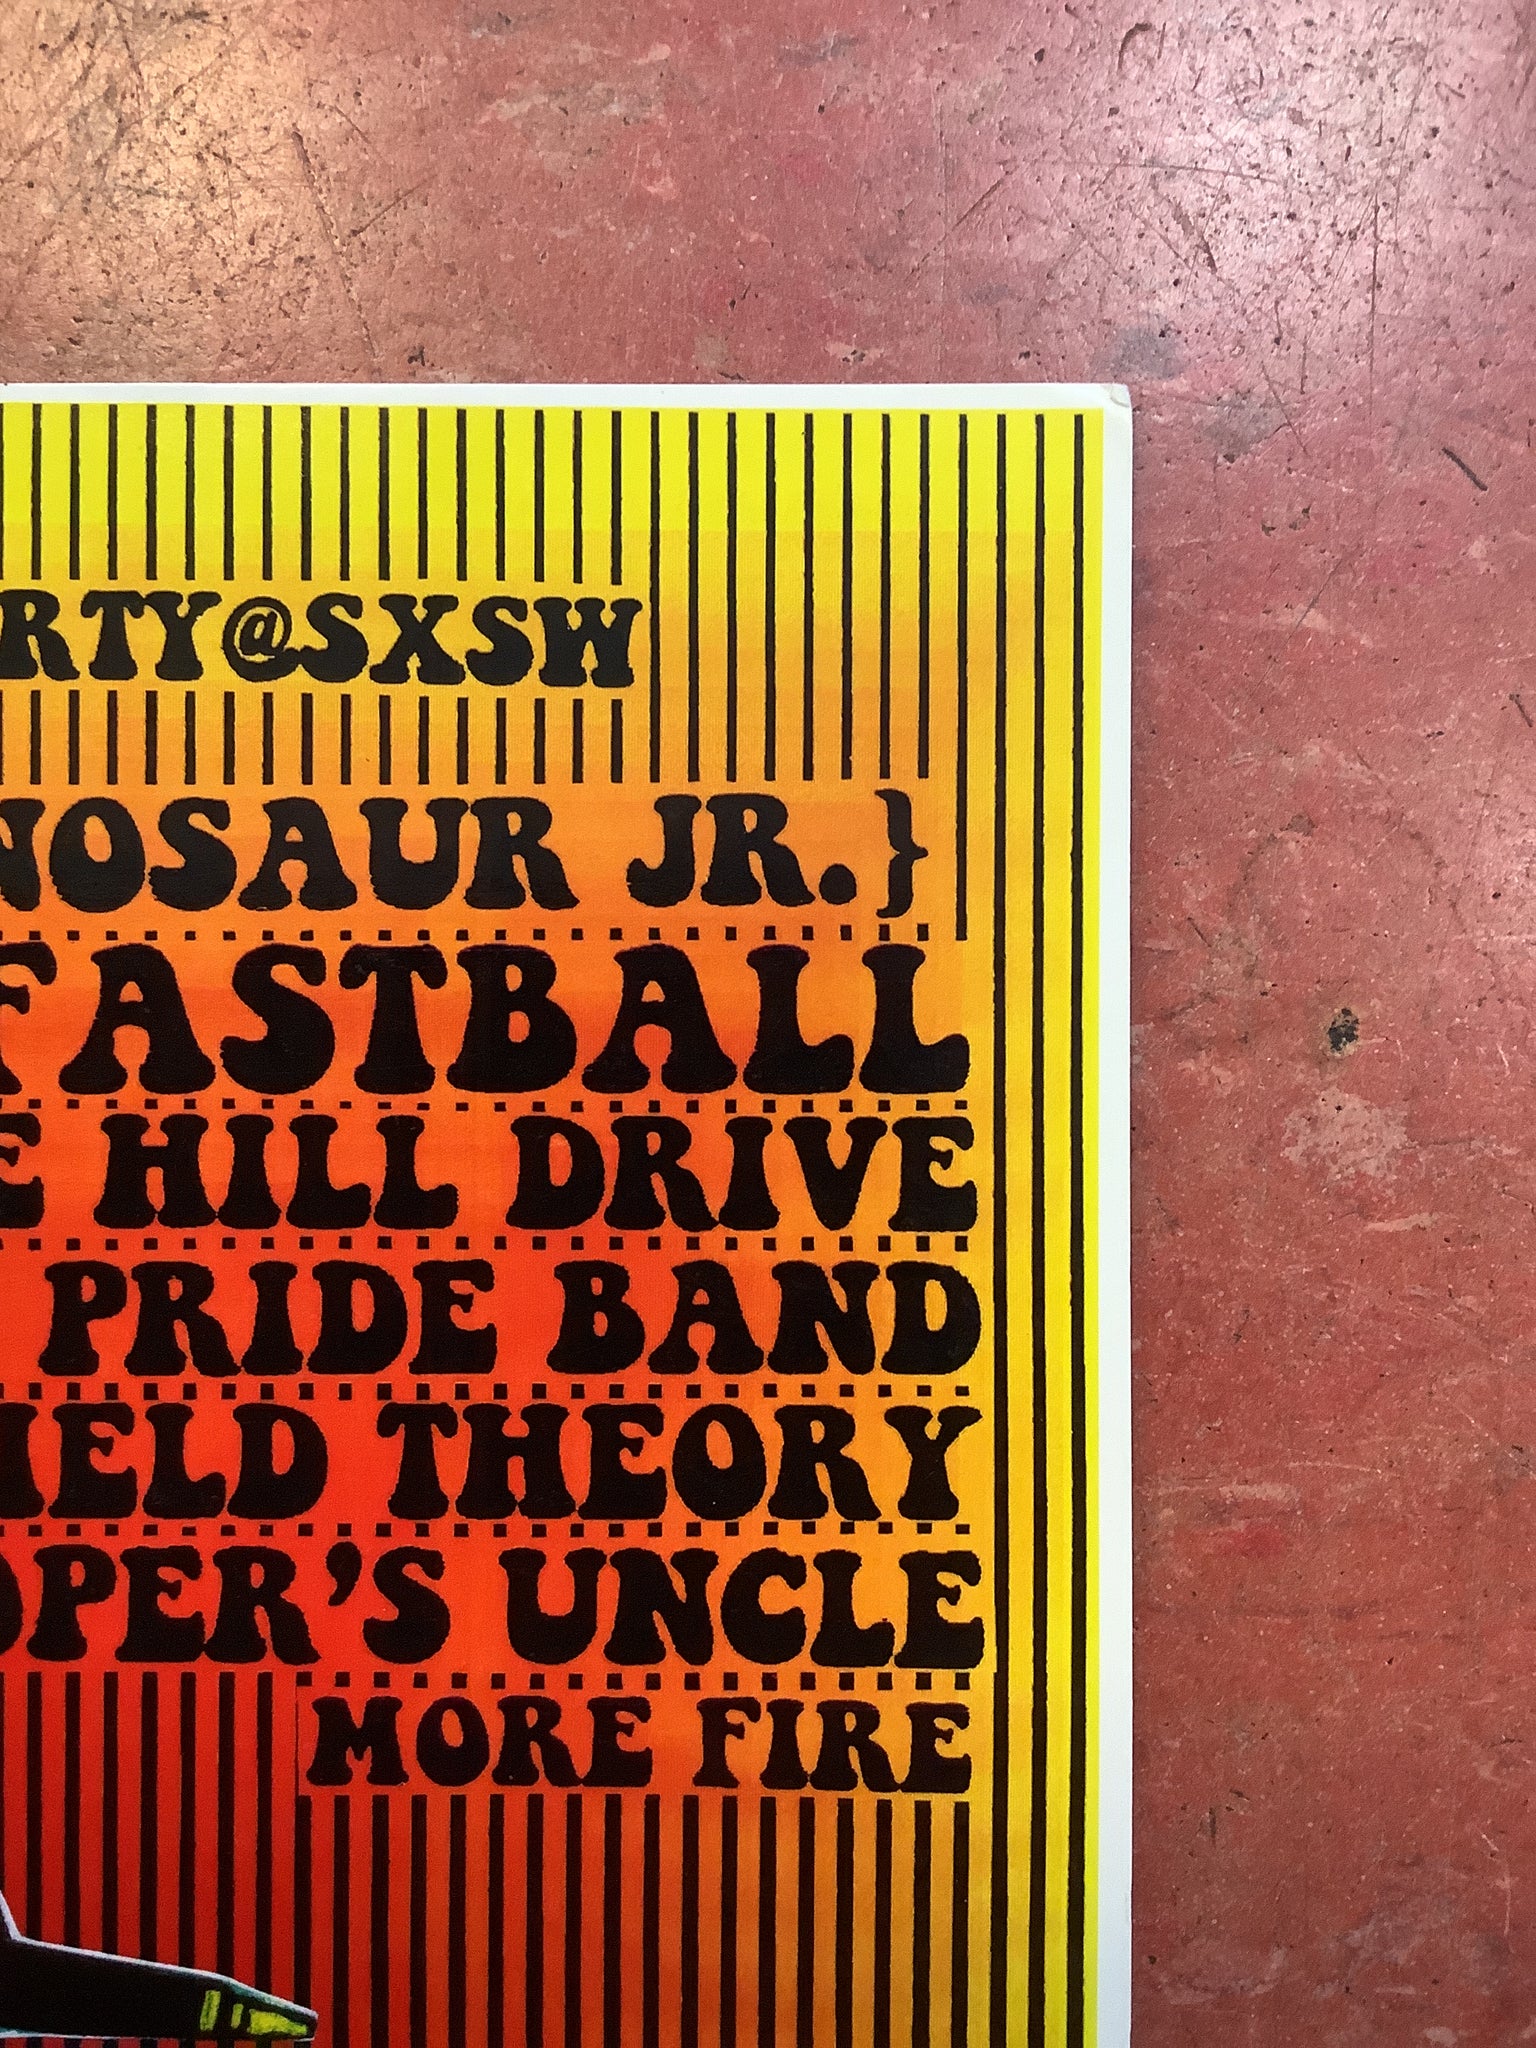 RTY@SXSW
NOSAUR JR.}
FASTBALL
E HILL DRIVE
PRIDE BAND
IELD THEORY
OPER'S UNCLE
MORE FIRE